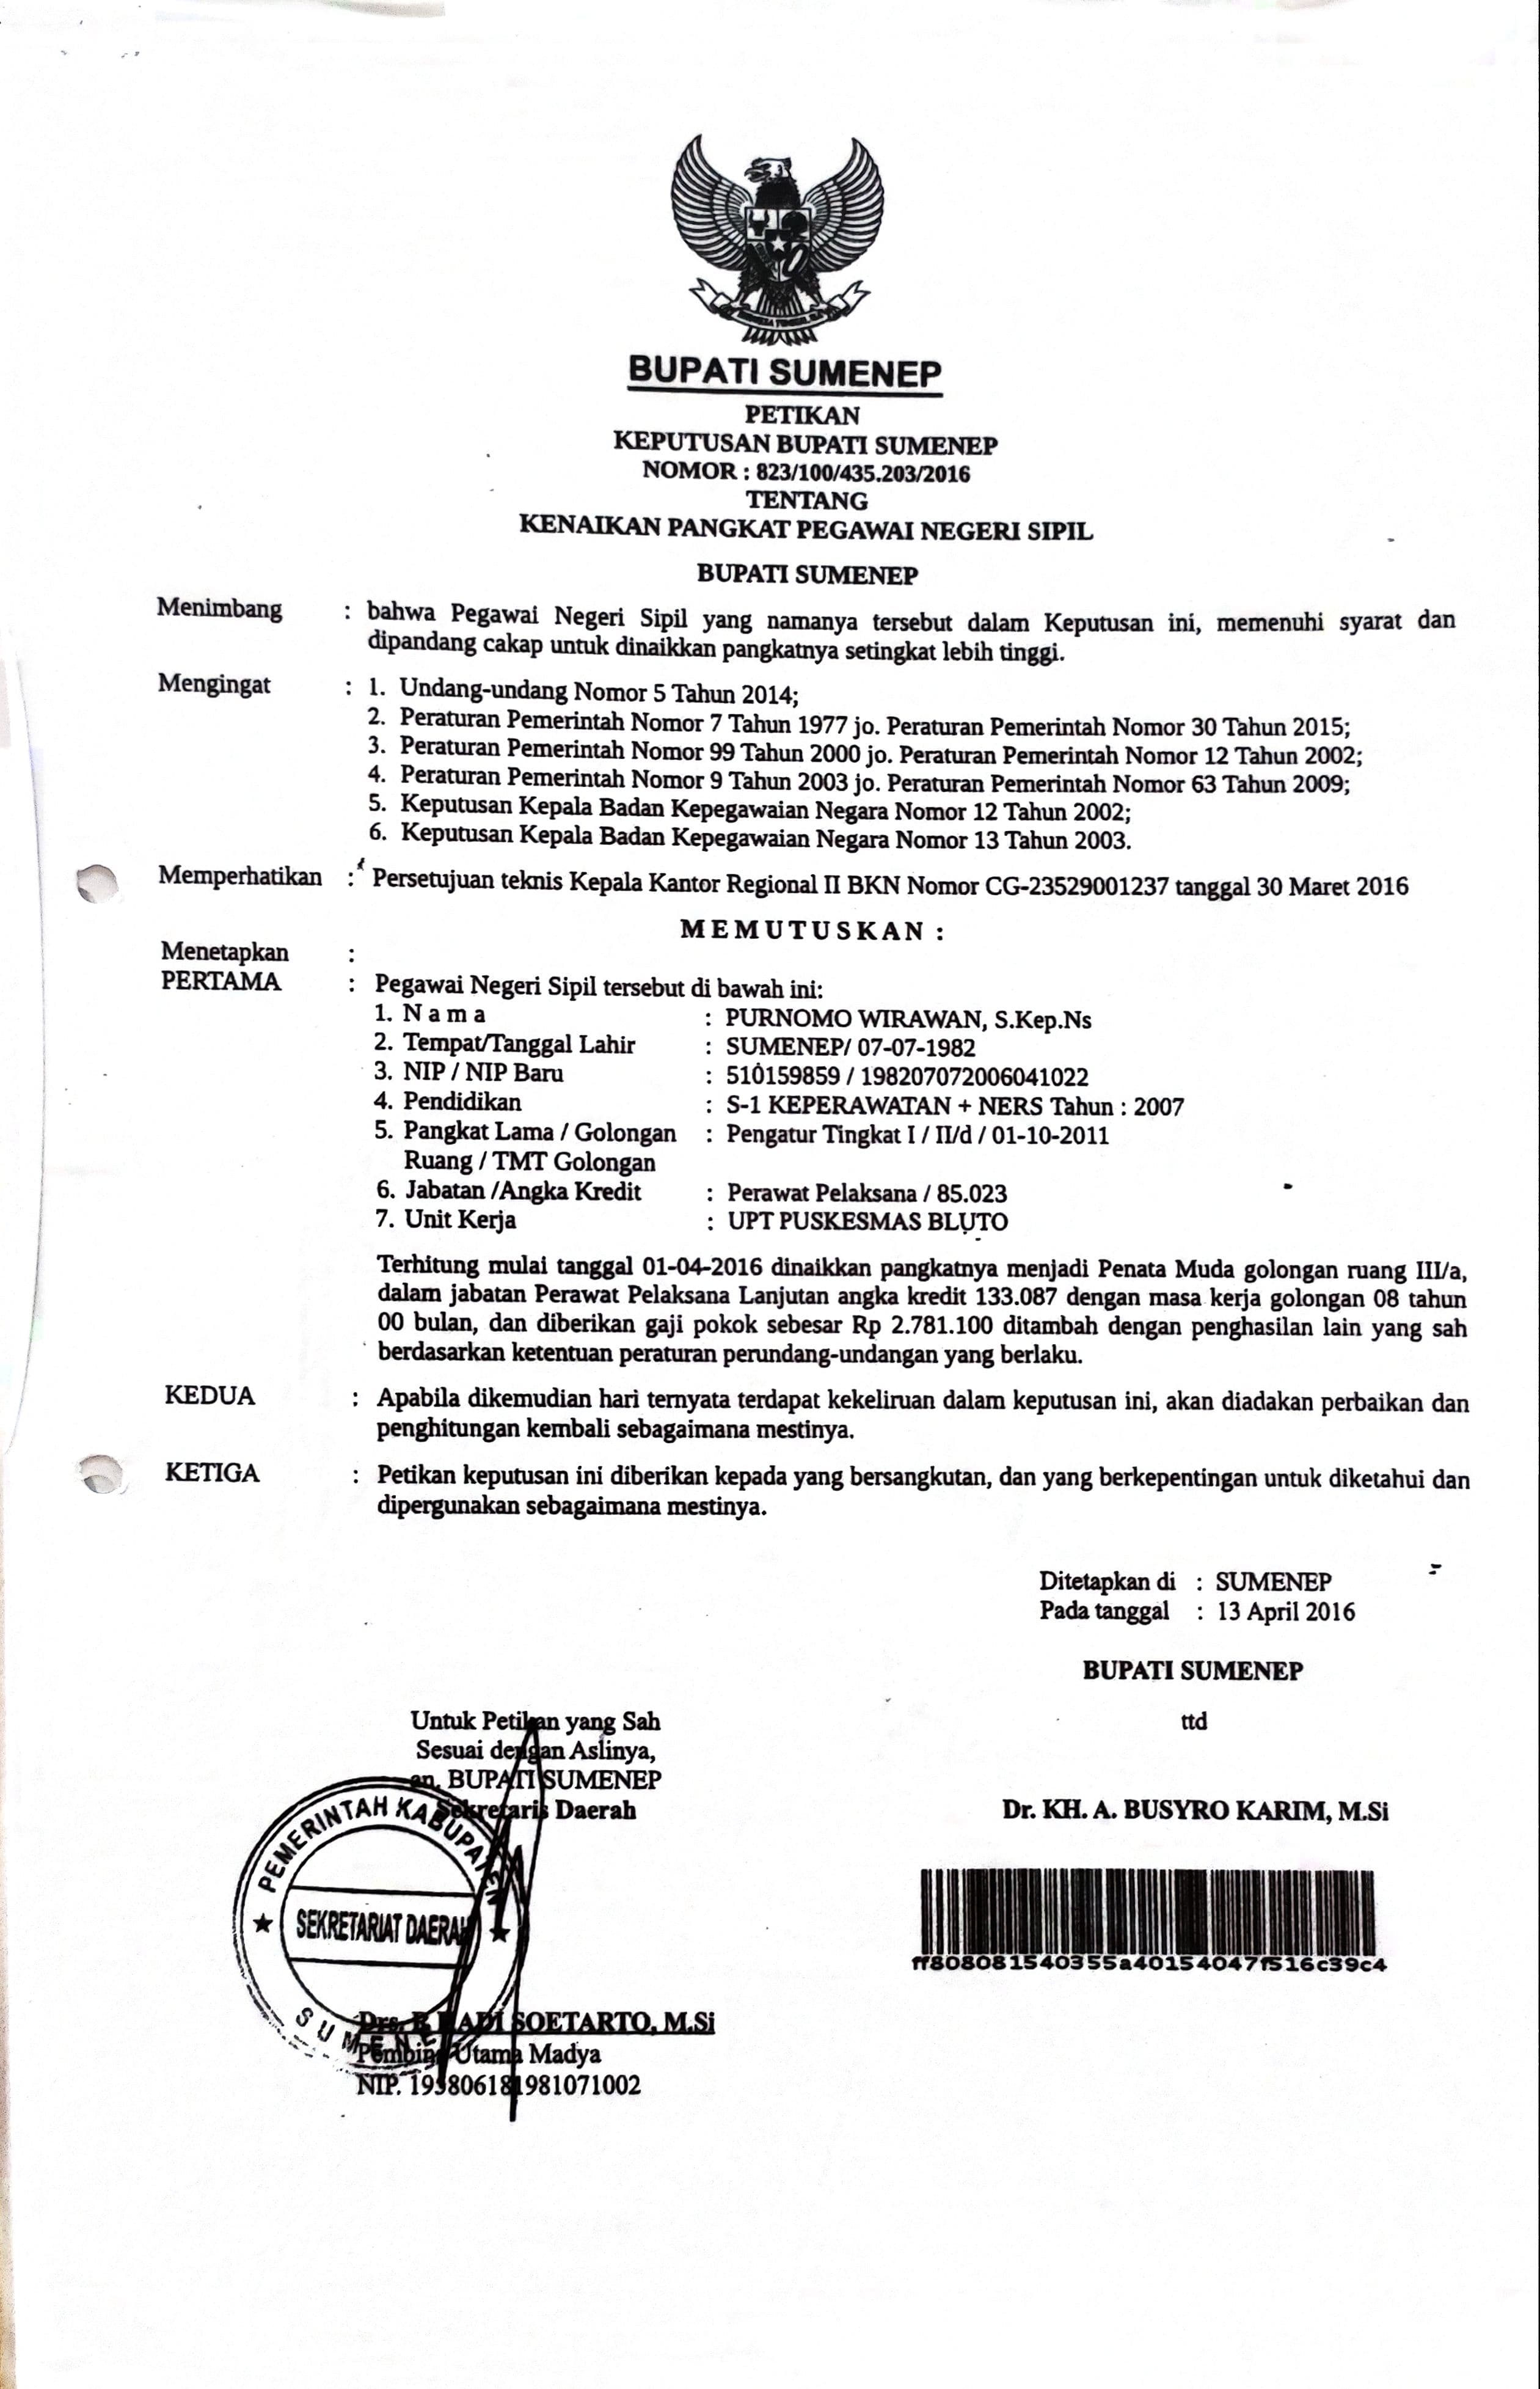 BUPATI SUMENEP
PETIKAN
KEPUTUSAN BUPATI SUMENEP
NOMOR : 823/100/435.203/2016
TENTANG
KENAIKAN PANGKAT PEGAWAI NEGERI SIPIL
BUPATI SUMENEP
Menimbang : bahwa Pegawai Negeri Sipil yang namanya tersebut dalam Keputusan ini, memenuhi syarat dan
dipandang cakap untuk dinaikkan pangkatnya setingkat lebih tinggi.
Mengingat : 1. Undang-undang Nomor 5 Tahun 2014;
2. Peraturan Pemerintah Nomor 7 Tahun 1977 jo. Peraturan Pemerintah Nomor 30 Tahun 2015;
3. Peraturan Pemerintah Nomor 99 Tahun 2000 jo. Peraturan Pemerintah Nomor 12 Tahun 2002;
4. Peraturan Pemerintah Nomor 9 Tahun 2003 jo. Peraturan Pemerintah Nomor 63 Tahun 2009;
5. Keputusan Kepala Badan Kepegawaian Negara Nomor 12 Tahun 2002;
6. Keputusan Kepala Badan Kepegawaian Negara Nomor 13 Tahun 2003.
Memperhatikan : Persetujuan teknis Kepala Kantor Regional II BKN Nomor CG-23529001237 tanggal 30 Maret 2016
MEMUTUSKAN :
Menetapkan :
PERTAMA : Pegawai Negeri Sipil tersebut di bawah ini:
1. N a m a : PURNOMO WIRAWAN, S.Kep.Ns
2. Tempat/Tanggal Lahir : SUMENEP/ 07-07-1982
3. NIP / NIP Baru : 510159859 / 198207072006041022
4. Pendidikan : S-1 KEPERAWATAN + NERS Tahun : 2007
5. Pangkat Lama / Golongan : Pengatur Tingkat I / II/d / 01-10-2011
Ruang / TMT Golongan
6. Jabatan /Angka Kredit : Perawat Pelaksana / 85.023
7. Unit Kerja : UPT PUSKESMAS BLUTO
Terhitung mulai tanggal 01-04-2016 dinaikkan pangkatnya menjadi Penata Muda golongan ruang III/a,
dalam jabatan Perawat Pelaksana Lanjutan angka kredit 133.087 dengan masa kerja golongan 08 tahun
00 bulan, dan diberikan gaji pokok sebesar Rp 2.781.100 ditambah dengan penghasilan lain yang sah
berdasarkan ketentuan peraturan perundang-undangan yang berlaku.
KEDUA : Apabila dikemudian hari ternyata terdapat kekeliruan dalam keputusan ini, akan diadakan perbaikan dan
penghitungan kembali sebagaimana mestinya.
KETIGA : Petikan keputusan ini diberikan kepada yang bersangkutan, dan yang berkepentingan untuk diketahui dan
dipergunakan sebagaimana mestinya.
Ditetapkan di : SUMENEP
Pada tanggal : 13 April 2016
BUPATI SUMENEP
ttd
Dr. KH. A. BUSYRO KARIM, M.Si
ff808081540355a40154047f516c39c4
Untuk Petikan yang Sah
Sesuai dengan Aslinya,
an. BUPATI SUMENEP
Sekretaris Daerah
PEMERINTAH KABUPATEN
SEKRETARIAT DAERAH
SUMENEP
Drs. HADI SOETARTO, M.Si
Pembina Utama Madya
NIP. 195806181981071002